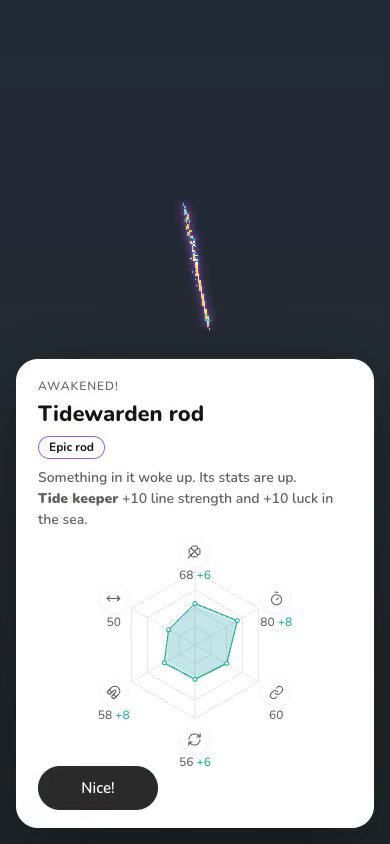 AWAKENED!
Tidewarden rod
Epic rod
Something in it woke up. Its stats are up.
Tide keeper +10 line strength and +10 luck in
the sea.
68 +6
50
80 +8
58 +8
60
56 +6
Nice!